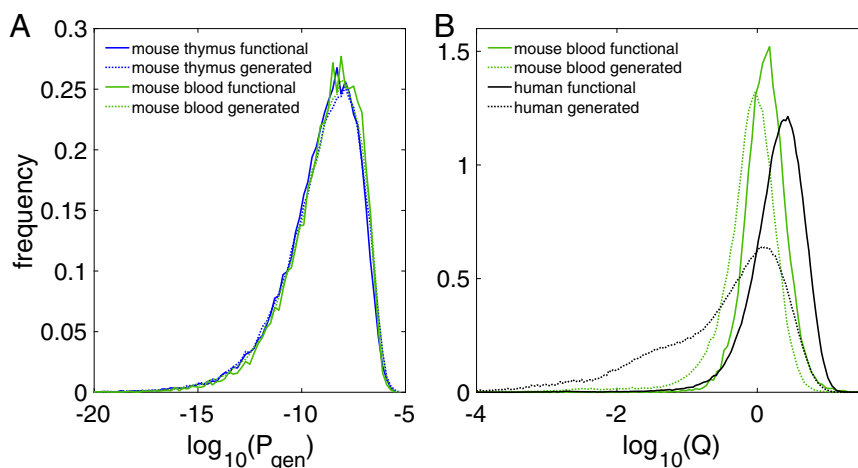 A
0.3
0.25
0.2
0.15
0.1
0.05
0
frequency
mouse thymus functional
mouse thymus generated
mouse blood functional
mouse blood generated
-20
-15
-10
-5
log10(Pgen)
B
1.5
1
0.5
0
mouse blood functional
mouse blood generated
human functional
human generated
-4
-2
0
log10(Q)